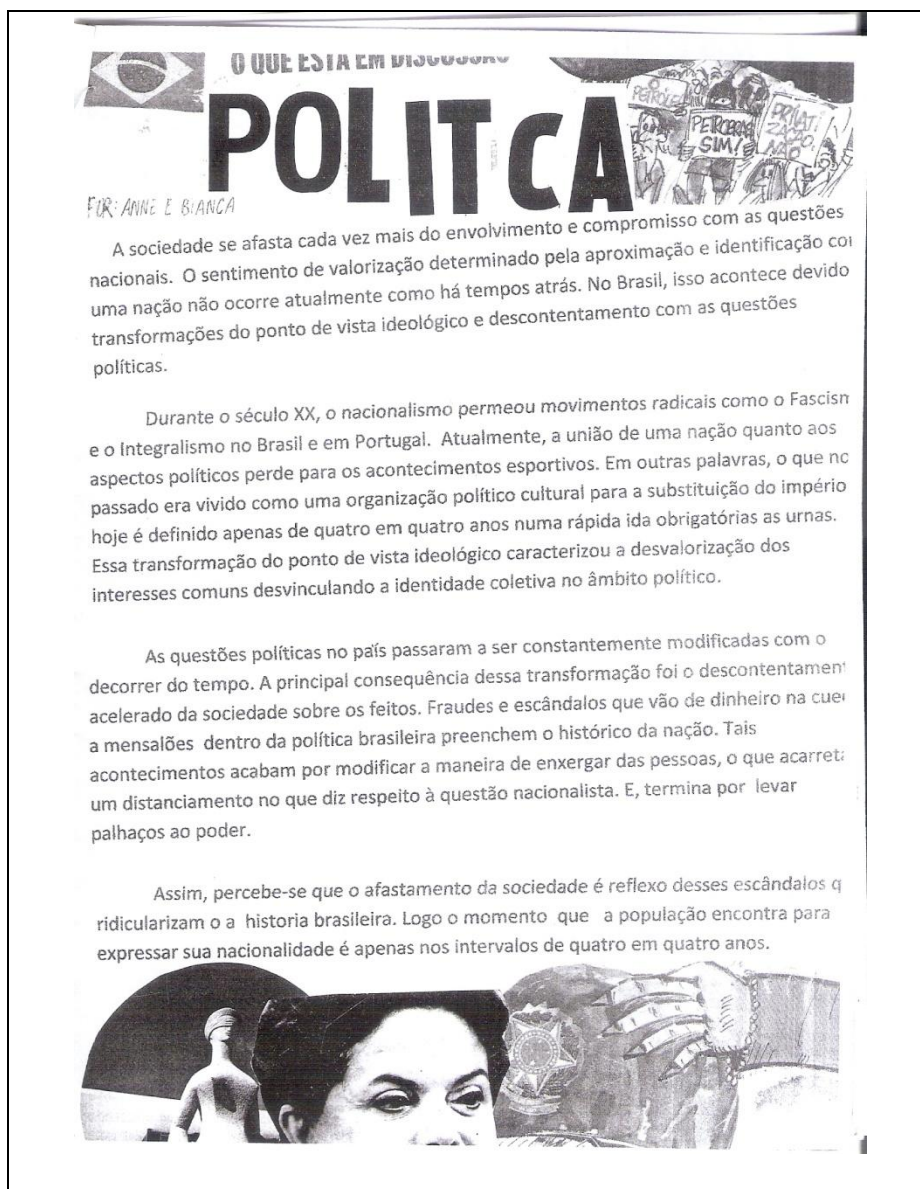 O QUE ESTA EM DISCUSSÃO
POLITCA
O PETRÓLE
PETROBRAS SIM!
PRIVATI ZAÇÃO, NÃO
POR: ANNE E BIANCA
A sociedade se afasta cada vez mais do envolvimento e compromisso com as questões
nacionais. O sentimento de valorização determinado pela aproximação e identificação co
uma nação não ocorre atualmente como há tempos atrás. No Brasil, isso acontece devido
transformações do ponto de vista ideológico e descontentamento com as questões
políticas.
Durante o século XX, o nacionalismo permeou movimentos radicais como o Fascism
e o Integralismo no Brasil e em Portugal. Atualmente, a união de uma nação quanto aos
aspectos políticos perde para os acontecimentos esportivos. Em outras palavras, o que no
passado era vivido como uma organização político cultural para a substituição do império
hoje é definido apenas de quatro em quatro anos numa rápida ida obrigatórias as urnas.
Essa transformação do ponto de vista ideológico caracterizou a desvalorização dos
interesses comuns desvinculando a identidade coletiva no âmbito político.
As questões políticas no país passaram a ser constantemente modificadas com o
decorrer do tempo. A principal consequência dessa transformação foi o descontentament
acelerado da sociedade sobre os feitos. Fraudes e escândalos que vão de dinheiro na cue
a mensalões dentro da política brasileira preenchem o histórico da nação. Tais
acontecimentos acabam por modificar a maneira de enxergar das pessoas, o que acarreta
um distanciamento no que diz respeito à questão nacionalista. E, termina por levar
palhaços ao poder.
Assim, percebe-se que o afastamento da sociedade é reflexo desses escândalos q
ridicularizam o a historia brasileira. Logo o momento que a população encontra para
expressar sua nacionalidade é apenas nos intervalos de quatro em quatro anos.